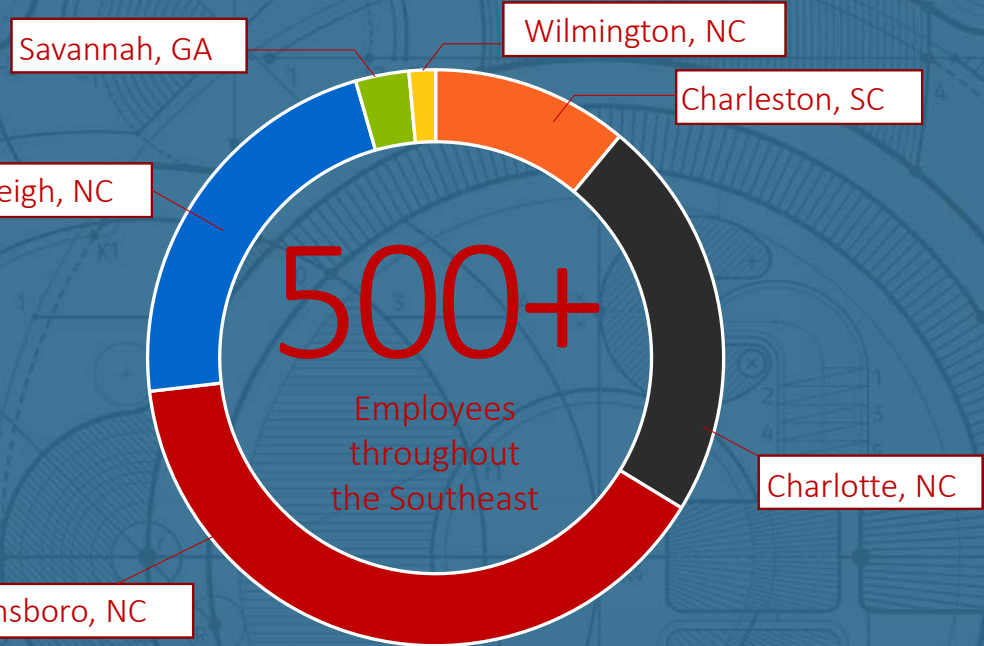 Wilmington, NC
Savannah, GA
Charleston, SC
eigh, NC
500+
Employees
throughout
the Southeast
Charlotte, NC
nsboro, NC